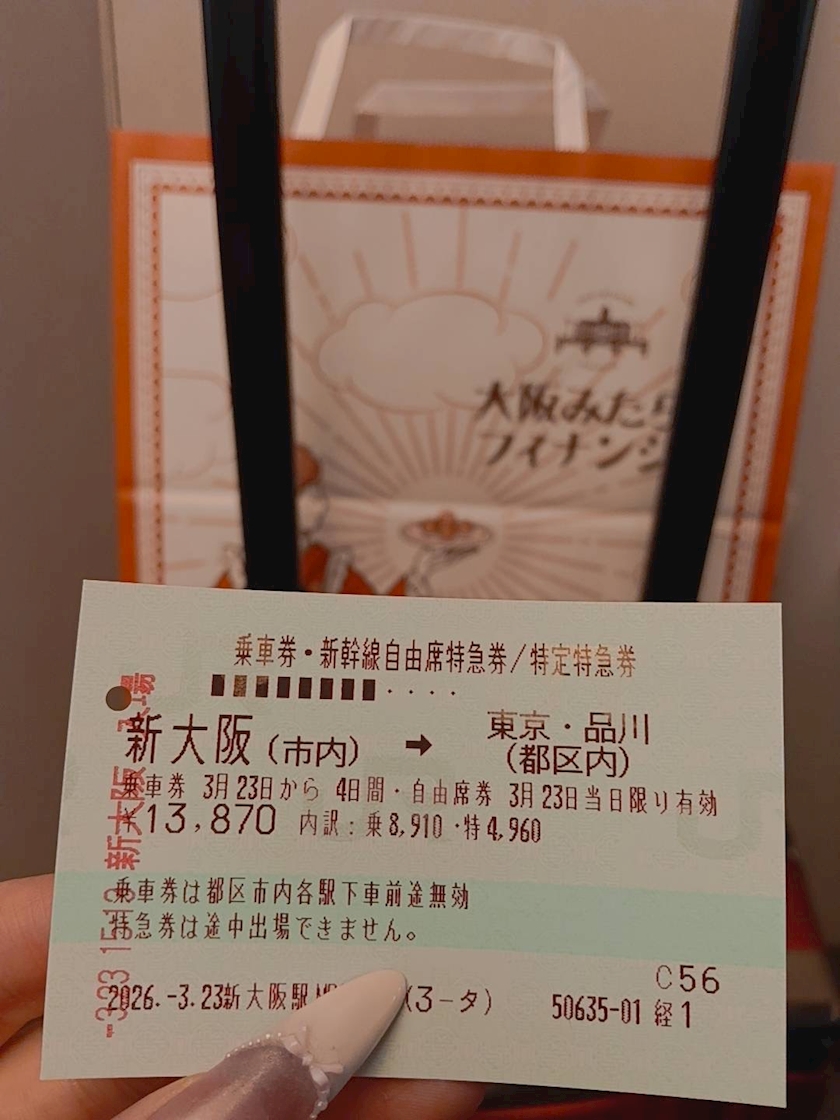 大阪みた
フィナンシ
乗車券・新幹線自由席特急券/特定特急券
新大阪(市内) → 東京・品川(都区内)
乗車券 3月23日から 4日間・自由席券 3月23日当日限り有効
¥13,870 内訳:乗8,910・特4,960
乗車券は都区市内各駅下車前途無効
特急券は途中出場できません。
C56
2026.-3.23新大阪駅 (3-タ) 50635-01 経1
新大阪